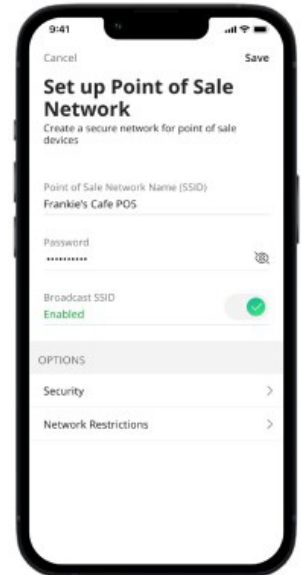 9:41
Cancel Save
Set up Point of Sale
Network
Create a secure network for point of sale
devices
Point of Sale Network Name (SSID)
Frankie's Cafe POS
Password
••••••••••
Broadcast SSID
Enabled
OPTIONS
Security
Network Restrictions